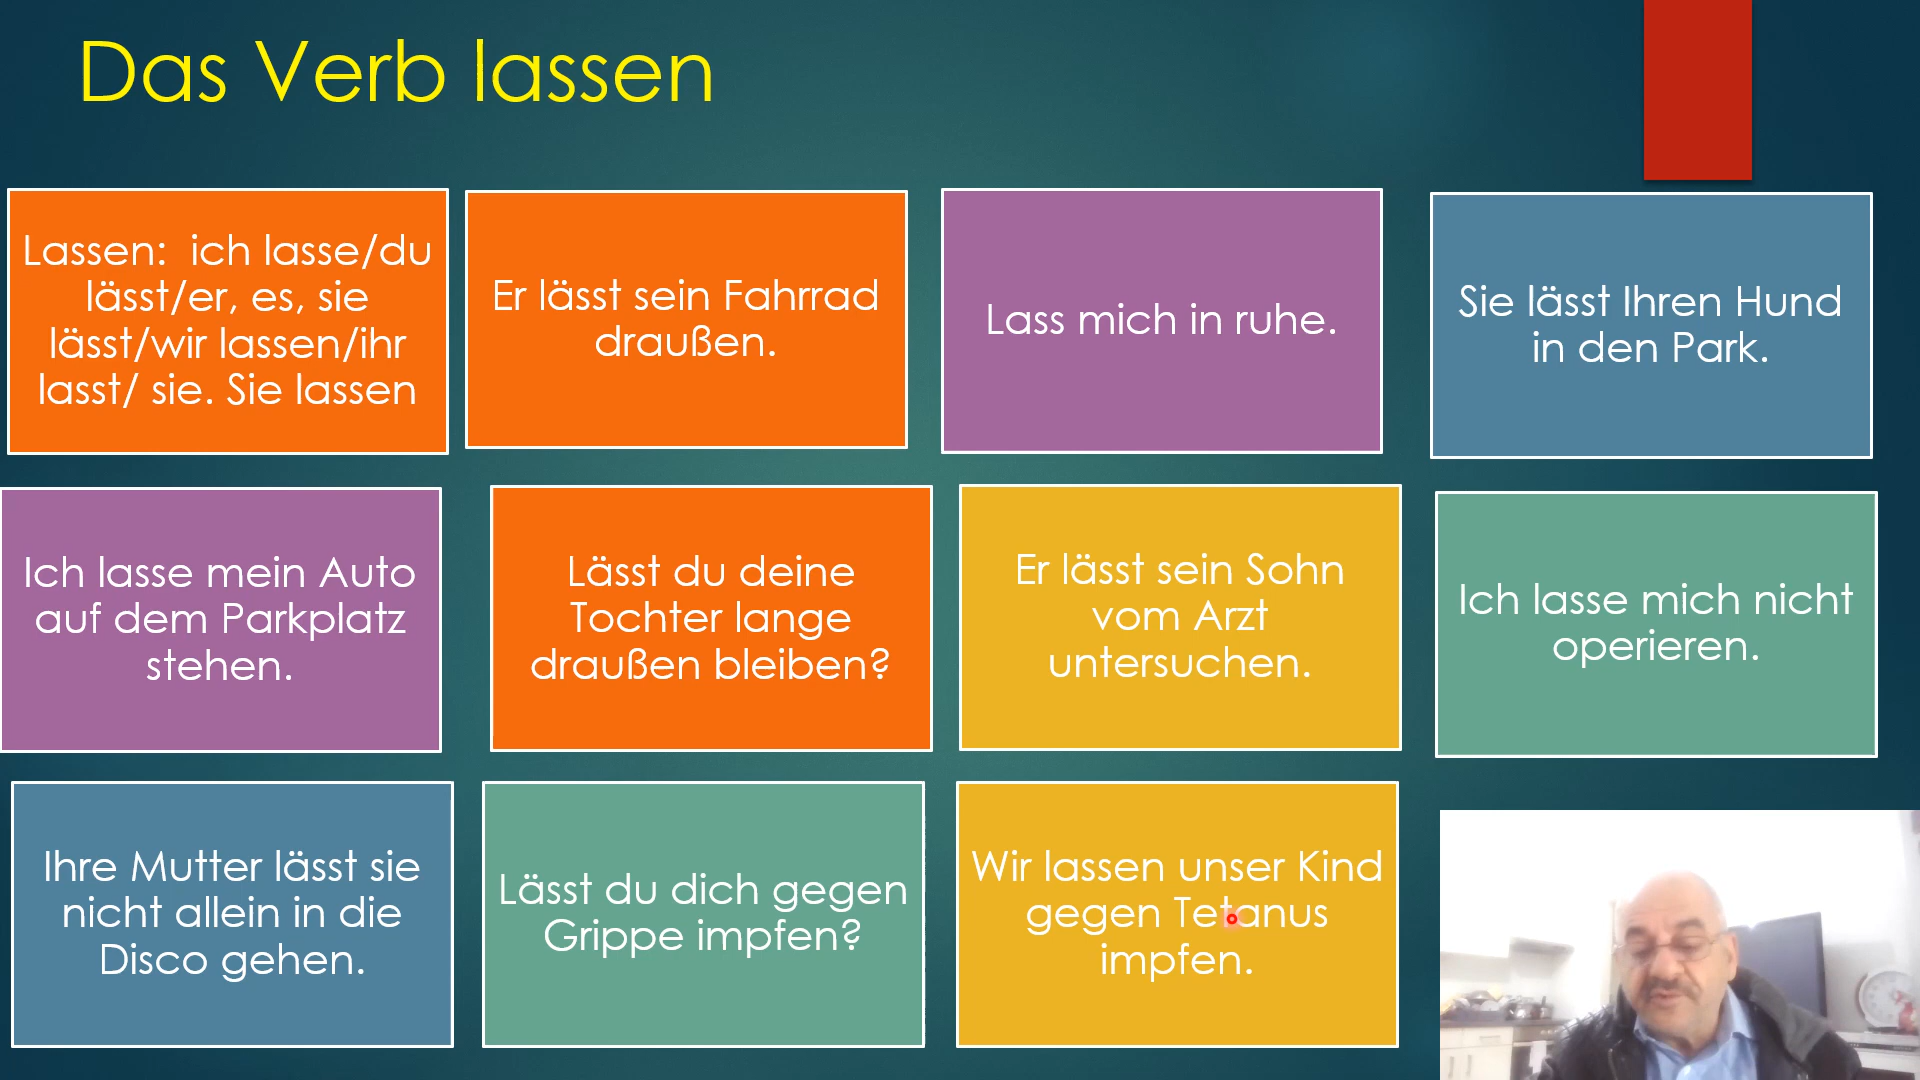 Das Verb lassen
Lassen:  ich lasse/du
lässt/er, es, sie
lässt/wir lassen/ihr
lasst/ sie. Sie lassen
Er lässt sein Fahrrad
draußen.
Lass mich in ruhe.
Sie lässt Ihren Hund
in den Park.
Ich lasse mein Auto
auf dem Parkplatz
stehen.
Lässt du deine
Tochter lange
draußen bleiben?
Er lässt sein Sohn
vom Arzt
untersuchen.
Ich lasse mich nicht
operieren.
Ihre Mutter lässt sie
nicht allein in die
Disco gehen.
Lässt du dich gegen
Grippe impfen?
Wir lassen unser Kind
gegen Tetanus
impfen.